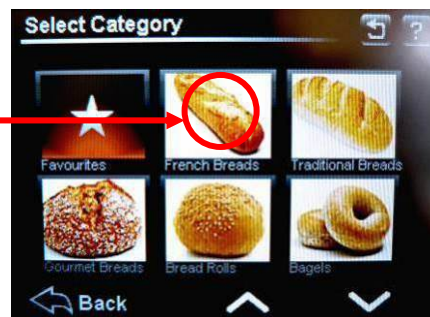 Select Category
?
Favourites French Breads Traditional Breads
Gourmet Breads Bread Rolls Bagels
Back